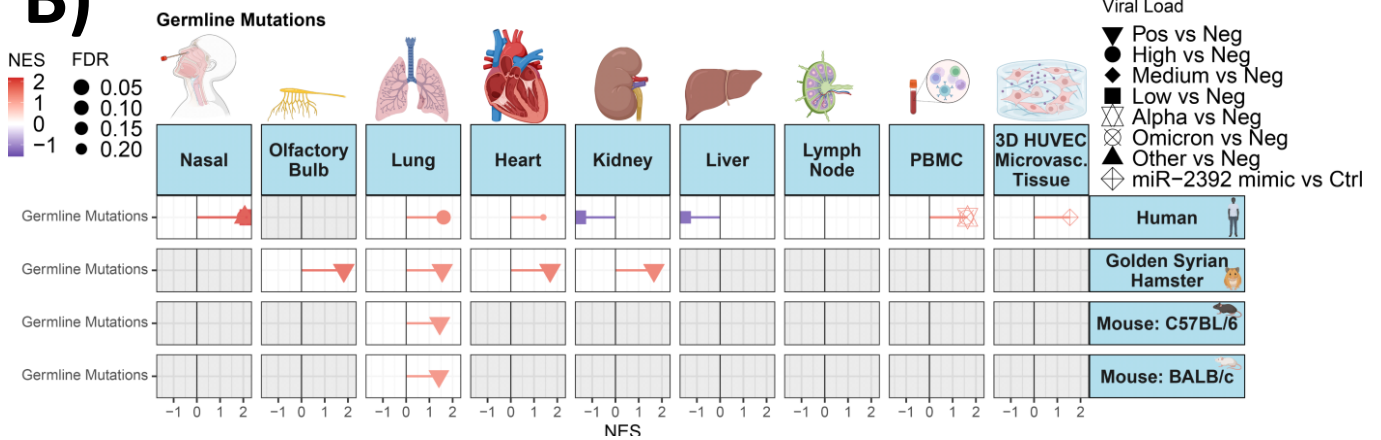 B)
Germline Mutations
NES
2
1
0
−1
FDR
0.05
0.10
0.15
0.20
Viral Load
Pos vs Neg
High vs Neg
Medium vs Neg
Low vs Neg
Alpha vs Neg
Omicron vs Neg
Other vs Neg
miR−2392 mimic vs Ctrl
Nasal
Olfactory
Bulb
Lung
Heart
Kidney
Liver
Lymph
Node
PBMC
3D HUVEC
Microvasc.
Tissue
Germline Mutations
Human
Germline Mutations
Golden Syrian
Hamster
Germline Mutations
Mouse: C57BL/6
Germline Mutations
Mouse: BALB/c
−1 0 1 2 −1 0 1 2 −1 0 1 2 −1 0 1 2 −1 0 1 2 −1 0 1 2 −1 0 1 2 −1 0 1 2 −1 0 1 2
NES